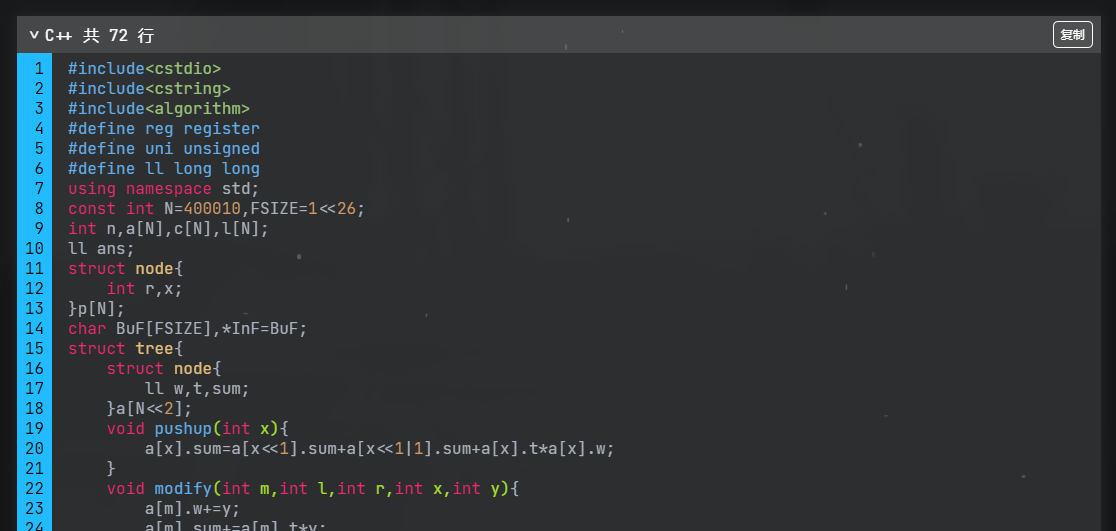 C++ 共 72 行
复制
1 #include<cstdio>
2 #include<cstring>
3 #include<algorithm>
4 #define reg register
5 #define uni unsigned
6 #define ll long long
7 using namespace std;
8 const int N=400010,FSIZE=1<<26;
9 int n,a[N],c[N],l[N];
10 ll ans;
11 struct node{
12     int r,x;
13 }p[N];
14 char BuF[FSIZE],*InF=BuF;
15 struct tree{
16     struct node{
17         ll w,t,sum;
18     }a[N<<2];
19     void pushup(int x){
20         a[x].sum=a[x<<1].sum+a[x<<1|1].sum+a[x].t*a[x].w;
21     }
22     void modify(int m,int l,int r,int x,int y){
23         a[m].w+=y;
24         a[m].sum+=a[m].t*y;